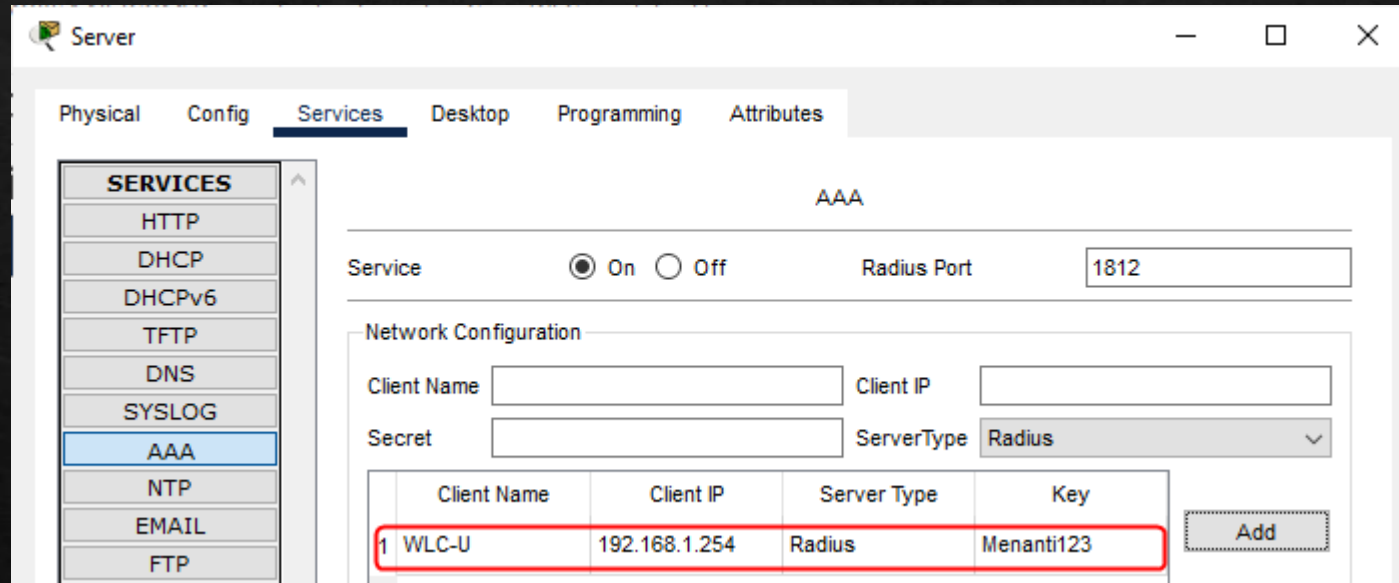 Server
Physical Config Services Desktop Programming Attributes
SERVICES
HTTP
DHCP
DHCPv6
TFTP
DNS
SYSLOG
AAA
NTP
EMAIL
FTP
AAA
Service On Off Radius Port 1812
Network Configuration
Client Name Client IP
Secret ServerType Radius
Client Name Client IP Server Type Key
1 WLC-U 192.168.1.254 Radius Menanti123
Add